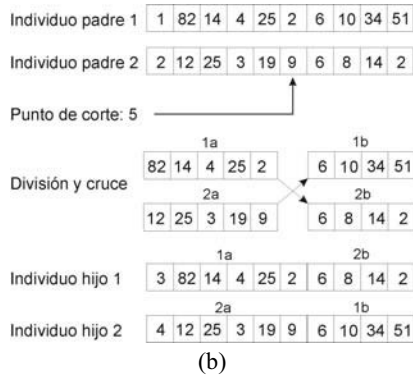 Individuo padre 1 1 82 14 4 25 2 6 10 34 51
Individuo padre 2 2 12 25 3 19 9 6 8 14 2
Punto de corte: 5
1a 1b
82 14 4 25 2 6 10 34 51
División y cruce
2a 2b
12 25 3 19 9 6 8 14 2
1a 2b
Individuo hijo 1 3 82 14 4 25 2 6 8 14 2
2a 1b
Individuo hijo 2 4 12 25 3 19 9 6 10 34 51
(b)